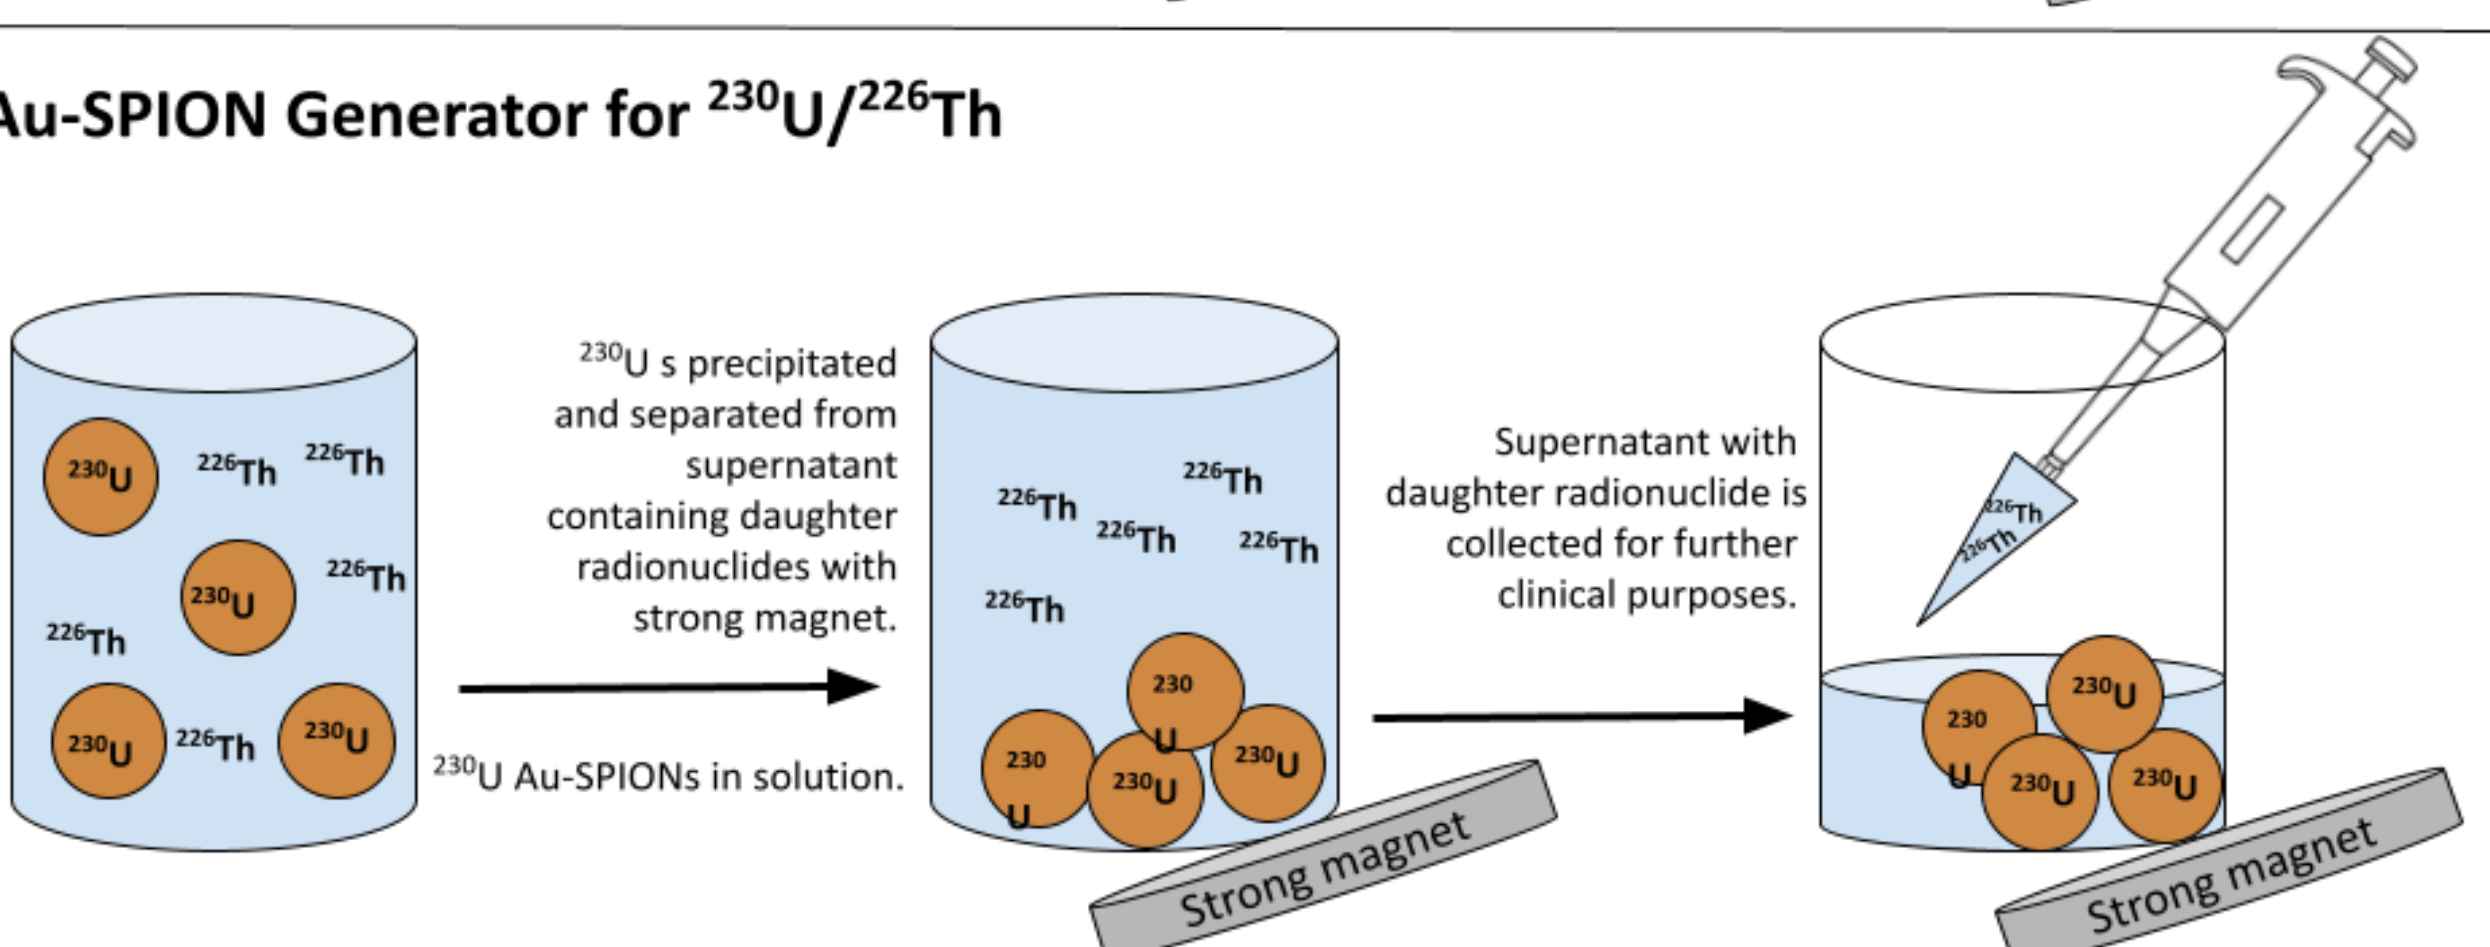 Au-SPION Generator for ²³⁰U/²²⁶Th
²³⁰U
²²⁶Th
²²⁶Th
²³⁰U
²²⁶Th
²²⁶Th
²³⁰U
²²⁶Th
²³⁰U
²³⁰U s precipitated
and separated from
supernatant
containing daughter
radionuclides with
strong magnet.
²³⁰U Au-SPIONs in solution.
²²⁶Th
²²⁶Th
²²⁶Th
²²⁶Th
²²⁶Th
230
U
230
U
²³⁰U
²³⁰U
Strong magnet
Supernatant with
daughter radionuclide is
collected for further
clinical purposes.
²²⁶Th
²²⁶Th
²³⁰U
230
U
²³⁰U
²³⁰U
Strong magnet